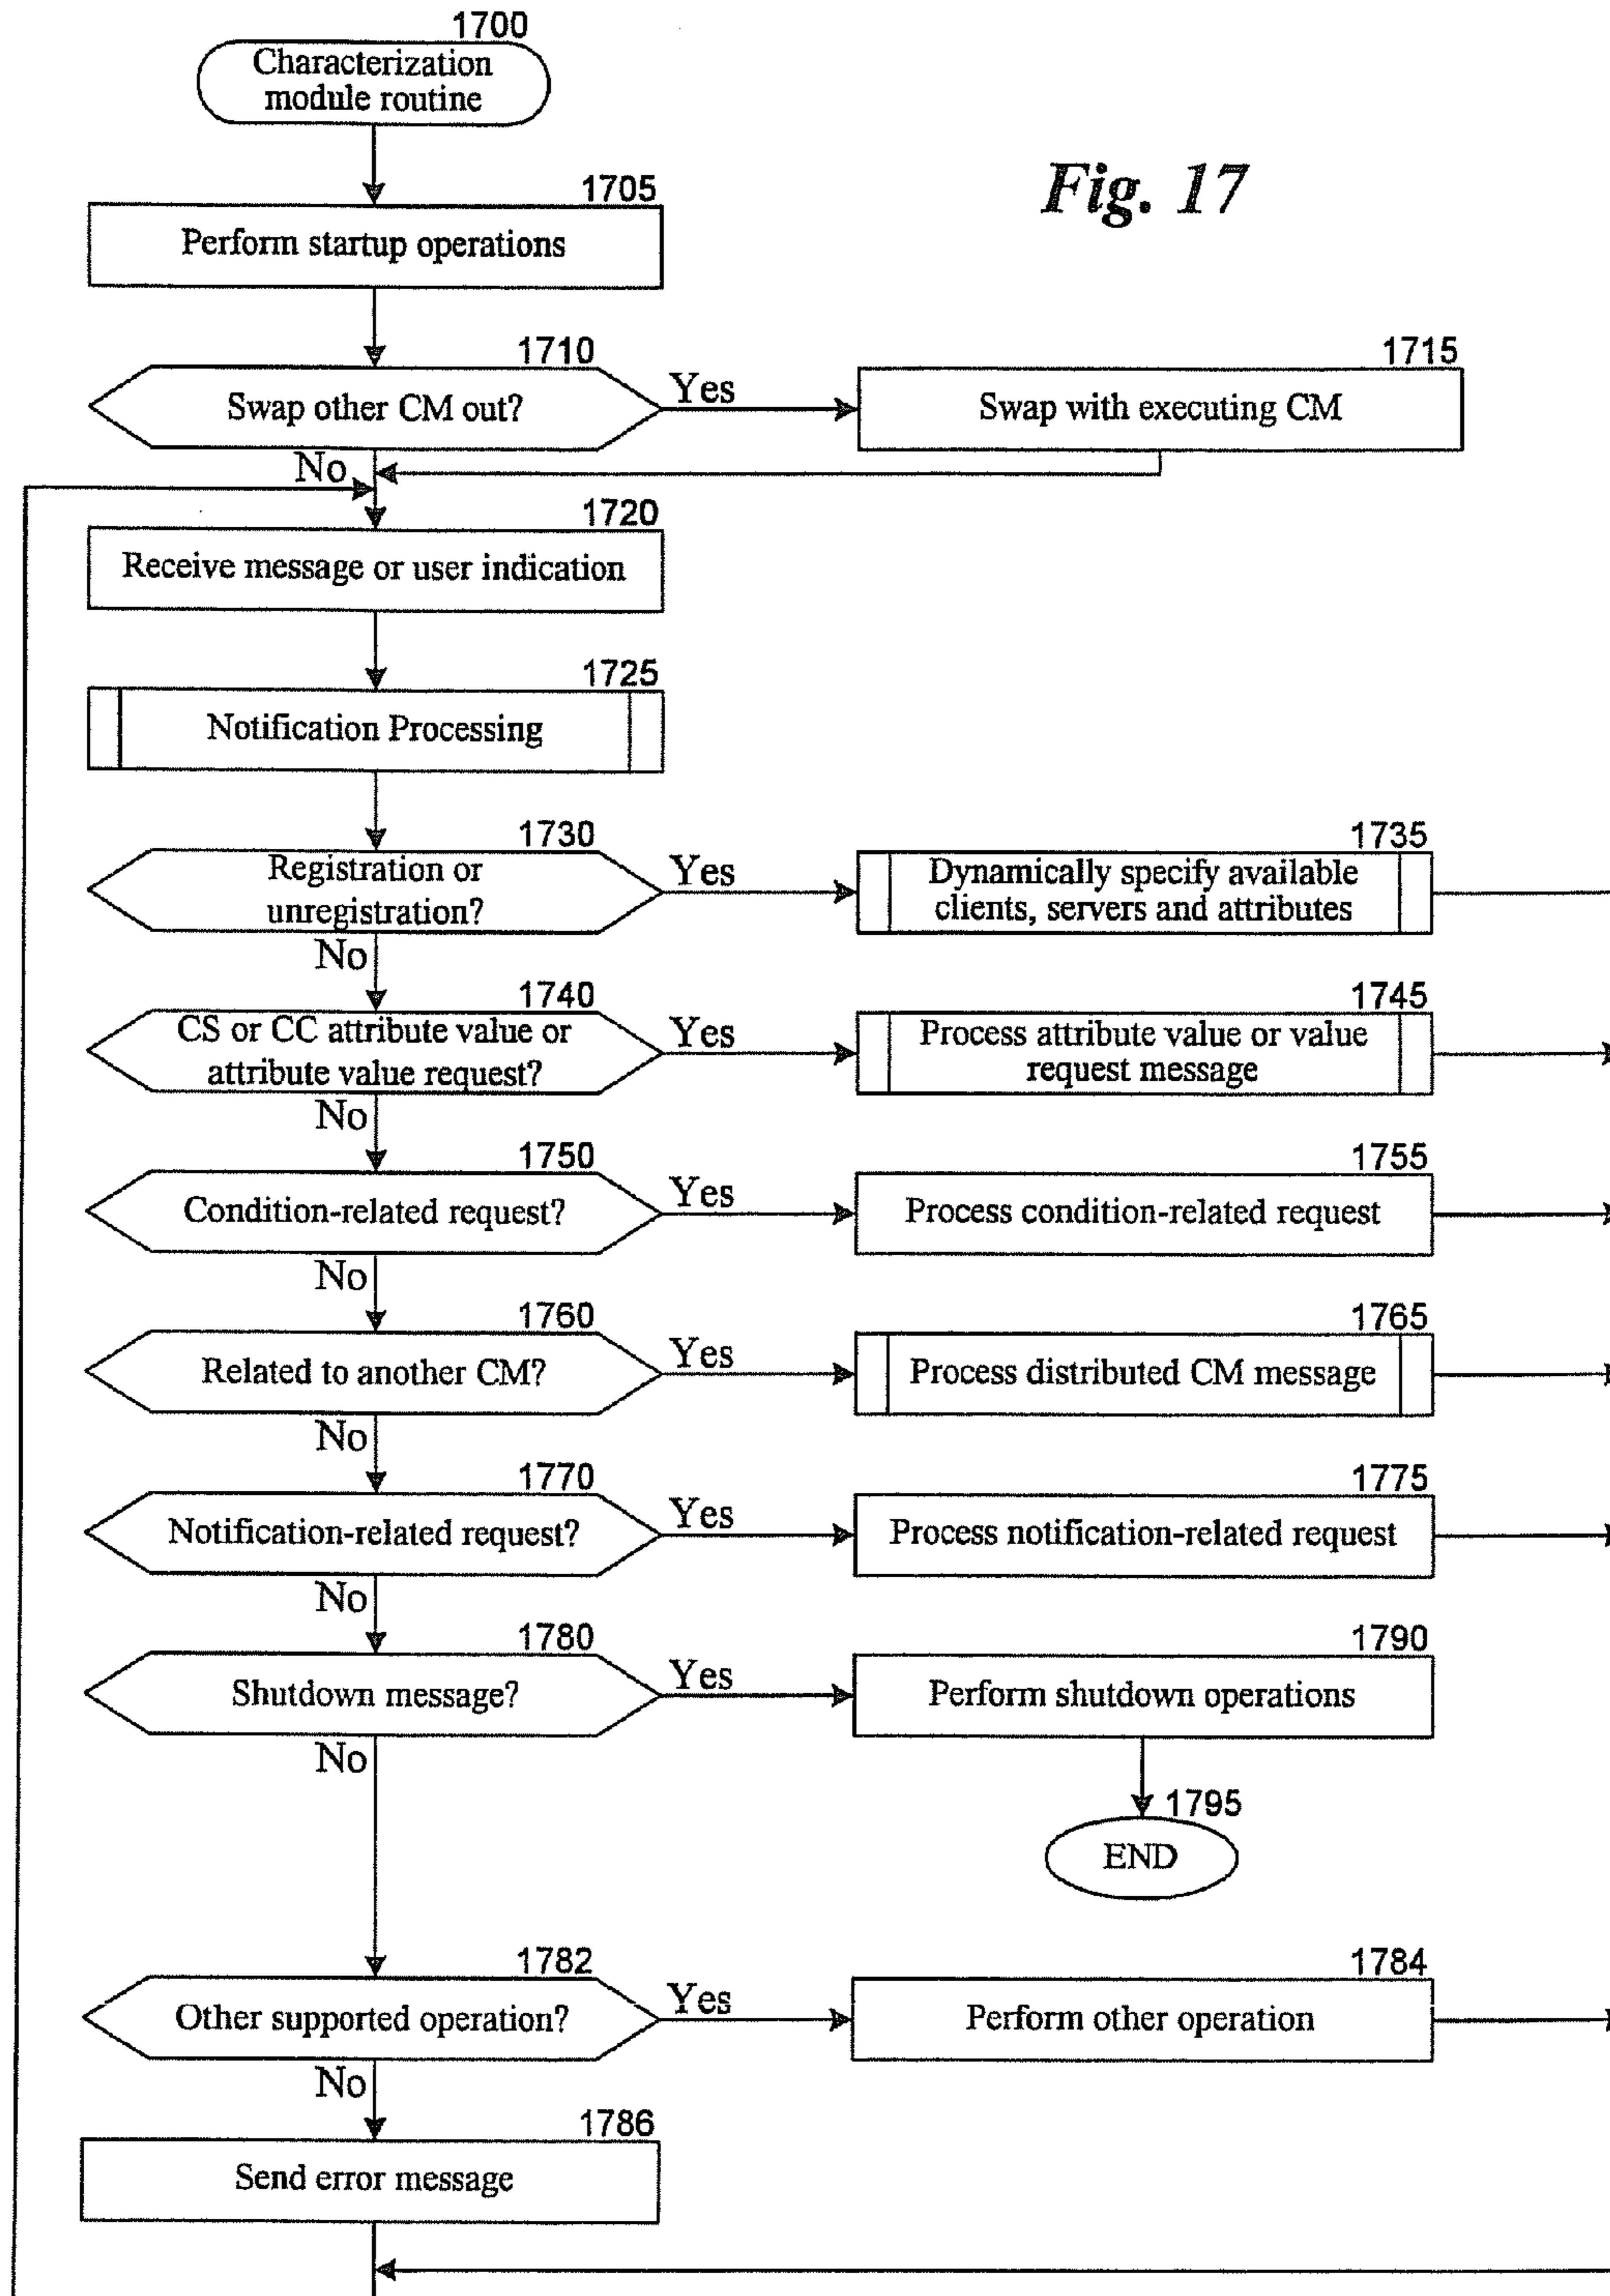 1700
Characterization
module routine
Fig. 17
1705
Perform startup operations
1710
Swap other CM out?
Yes
1715
Swap with executing CM
No
1720
Receive message or user indication
1725
Notification Processing
1730
Registration or
unregistration?
Yes
1735
Dynamically specify available
clients, servers and attributes
No
1740
CS or CC attribute value or
attribute value request?
Yes
1745
Process attribute value or value
request message
No
1750
Condition-related request?
Yes
1755
Process condition-related request
No
1760
Related to another CM?
Yes
1765
Process distributed CM message
No
1770
Notification-related request?
Yes
1775
Process notification-related request
No
1780
Shutdown message?
Yes
1790
Perform shutdown operations
No
1795
END
1782
Other supported operation?
Yes
1784
Perform other operation
No
1786
Send error message